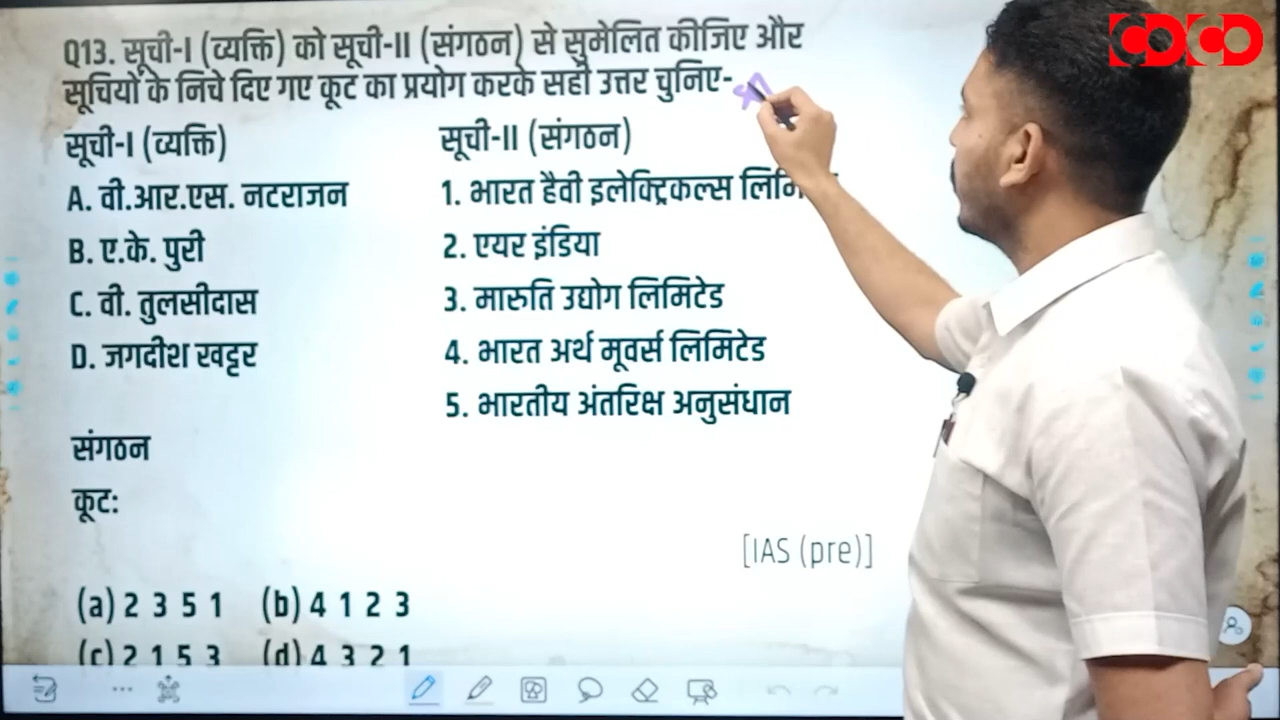 Q13. सूची-I (व्यक्ति) को सूची-II (संगठन) से सुमेलित कीजिए और
सूचियों के निचे दिए गए कूट का प्रयोग करके सही उत्तर चुनिए-
सूची-I (व्यक्ति) सूची-II (संगठन)
A. वी.आर.एस. नटराजन 1. भारत हैवी इलेक्ट्रिकल्स
B. ए.के. पुरी 2. एयर इंडिया
C. वी. तुलसीदास 3. मारुति उद्योग लिमिटेड
D. जगदीश खट्टर 4. भारत अर्थ मूवर्स लिमिटेड
5. भारतीय अंतरिक्ष अनुसंधान
संगठन
कूट:
[IAS (pre)]
(a) 2 3 5 1 (b) 4 1 2 3
(c) 2 1 5 3 (d) 4 3 2 1